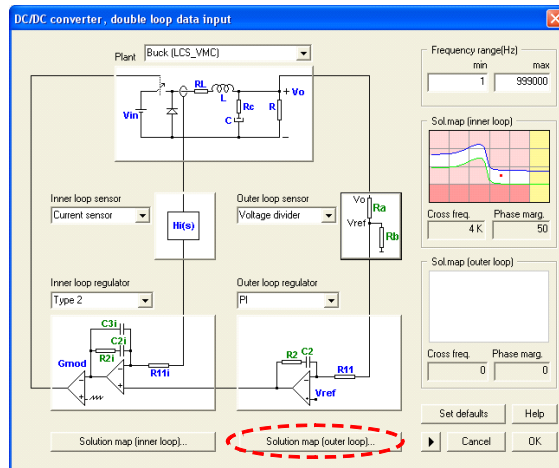 DC/DC converter, double loop data input
Plant Buck (LCS_VMC)
Frequency range(Hz)
min max
1 999000
RL L + Vo
Vin Rc R
C
Sol.map (inner loop)
Cross freq. Phase marg.
4 K 50
Inner loop sensor
Current sensor
Hi(s)
Outer loop sensor
Voltage divider
Vo
Ra
Vref
Rb
Sol.map (outer loop)
Cross freq. Phase marg.
0 0
Inner loop regulator
Type 2
C3i
C2i
R2i
Gmod
R11i
Outer loop regulator
PI
R2 C2
R11
Vref
Set defaults Help
Solution map (inner loop)... Solution map (outer loop)... Cancel OK